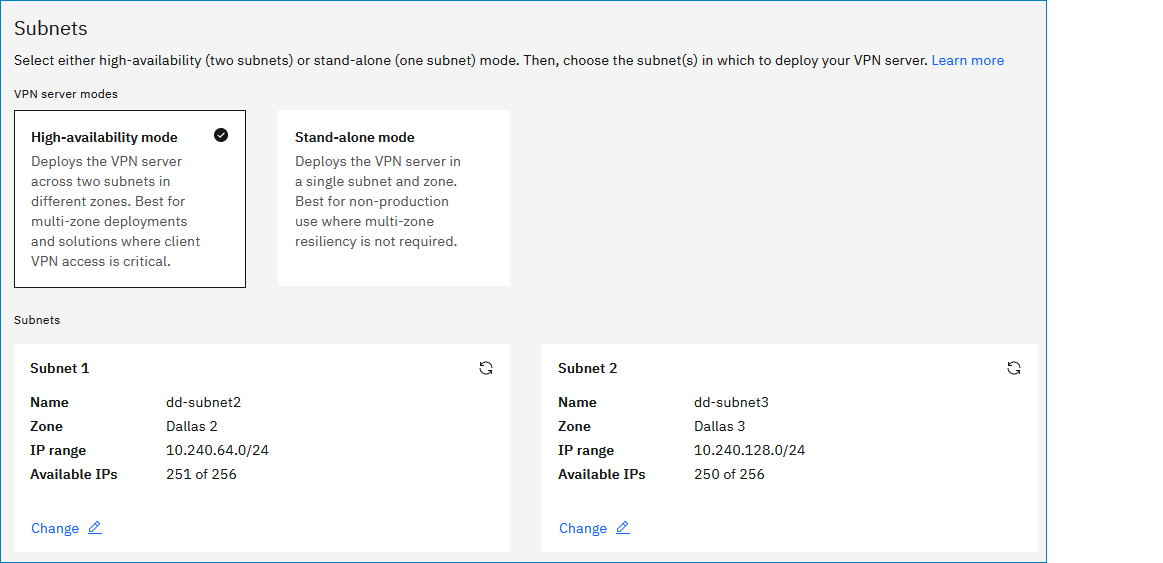 Subnets
Select either high-availability (two subnets) or stand-alone (one subnet) mode. Then, choose the subnet(s) in which to deploy your VPN server. Learn more
VPN server modes
High-availability mode
Deploys the VPN server
across two subnets in
different zones. Best for
multi-zone deployments
and solutions where client
VPN access is critical.
Stand-alone mode
Deploys the VPN server in
a single subnet and zone.
Best for non-production
use where multi-zone
resiliency is not required.
Subnets
Subnet 1
Name dd-subnet2
Zone Dallas 2
IP range 10.240.64.0/24
Available IPs 251 of 256
Change
Subnet 2
Name dd-subnet3
Zone Dallas 3
IP range 10.240.128.0/24
Available IPs 250 of 256
Change